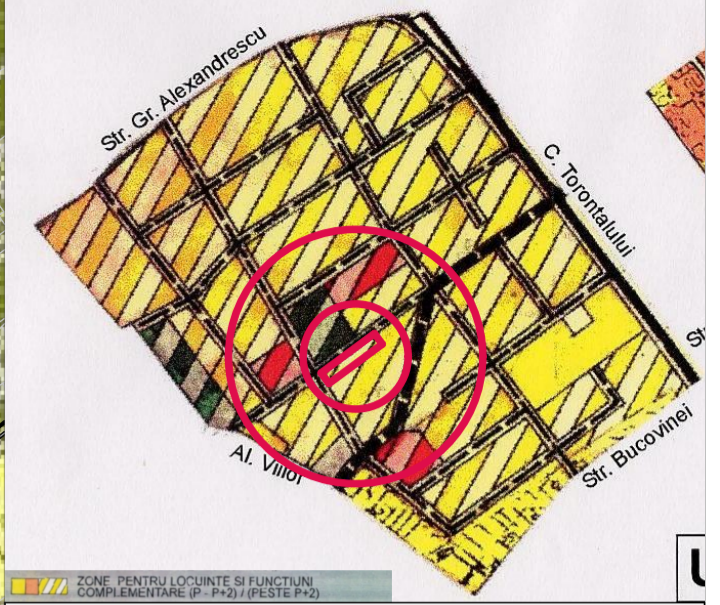 Str. Gr. Alexandrescu
C. Torontalului
Al. Viilor
Str. Bucovinei
ZONE PENTRU LOCUINTE SI FUNCTIUNI
COMPLEMENTARE (P - P+2) / (PESTE P+2)